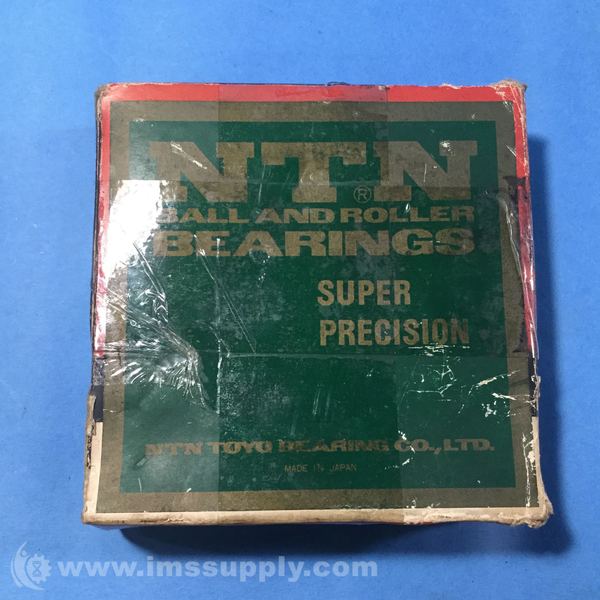 NTN®
BALL AND ROLLER
BEARINGS
SUPER
PRECISION
NTN TOYO BEARING CO., LTD.
MADE IN JAPAN
www.imssupply.com